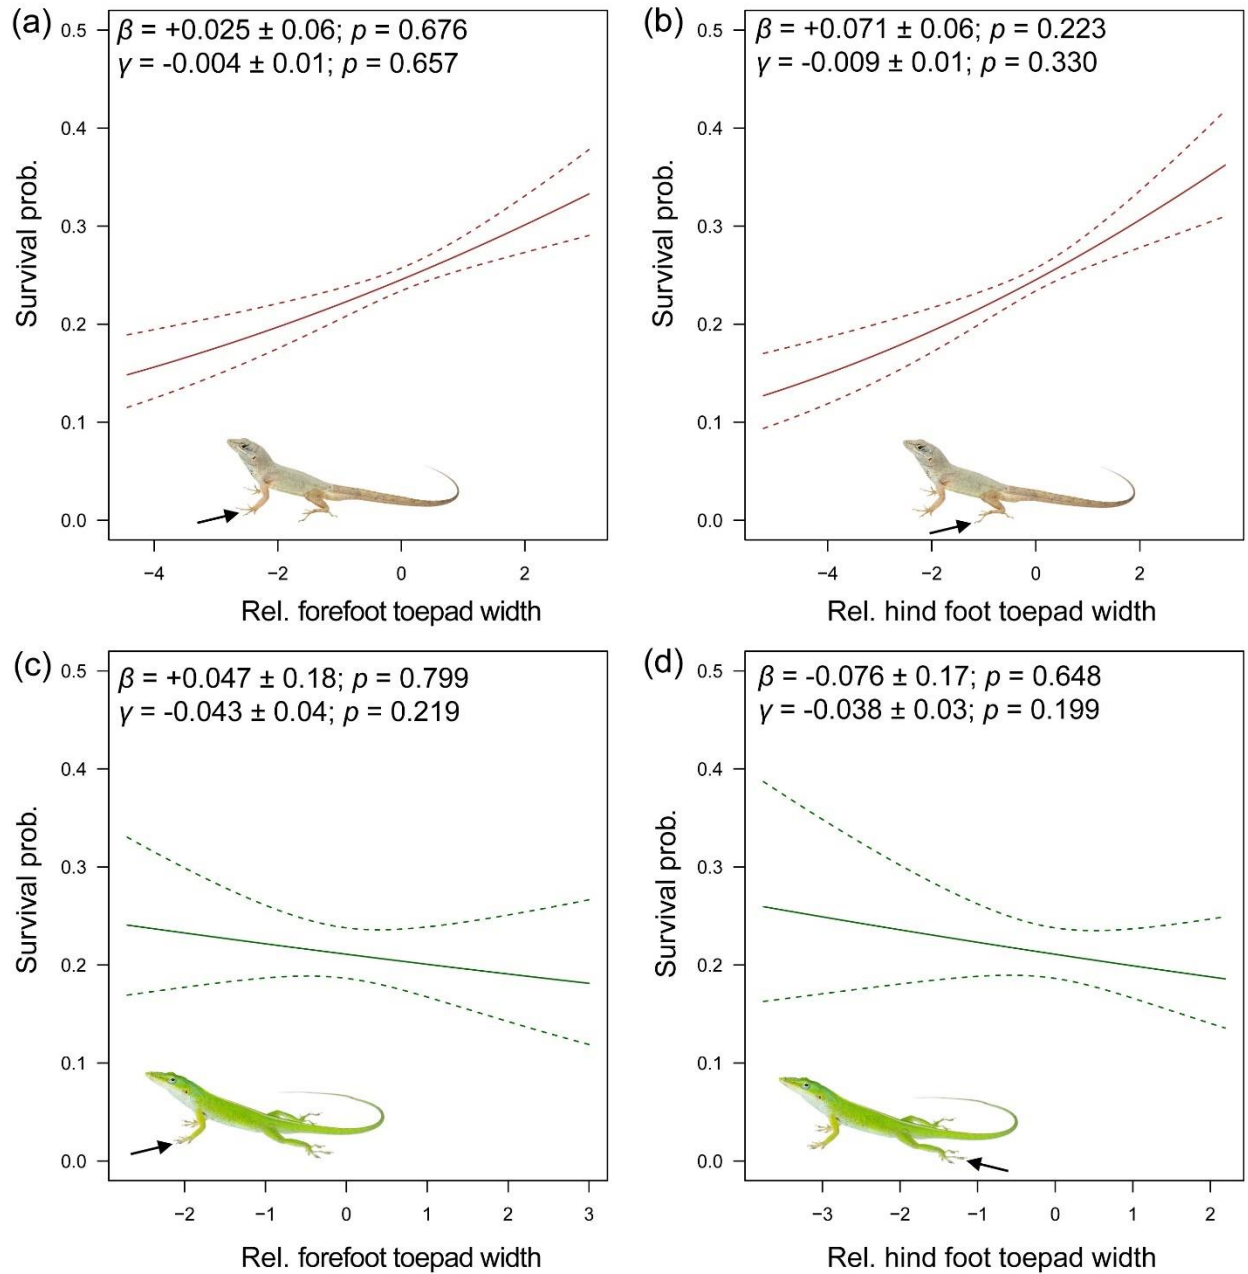 (a)
β = +0.025 ± 0.06; p = 0.676
γ = -0.004 ± 0.01; p = 0.657
0.5
0.4
0.3
0.2
0.1
0.0
Survival prob.
−4 −2 0 2
Rel. forefoot toepad width
(b)
β = +0.071 ± 0.06; p = 0.223
γ = -0.009 ± 0.01; p = 0.330
0.5
0.4
0.3
0.2
0.1
0.0
Survival prob.
−4 −2 0 2
Rel. hind foot toepad width
(c)
β = +0.047 ± 0.18; p = 0.799
γ = -0.043 ± 0.04; p = 0.219
0.5
0.4
0.3
0.2
0.1
0.0
Survival prob.
−2 −1 0 1 2 3
Rel. forefoot toepad width
(d)
β = -0.076 ± 0.17; p = 0.648
γ = -0.038 ± 0.03; p = 0.199
0.5
0.4
0.3
0.2
0.1
0.0
Survival prob.
−3 −2 −1 0 1 2
Rel. hind foot toepad width